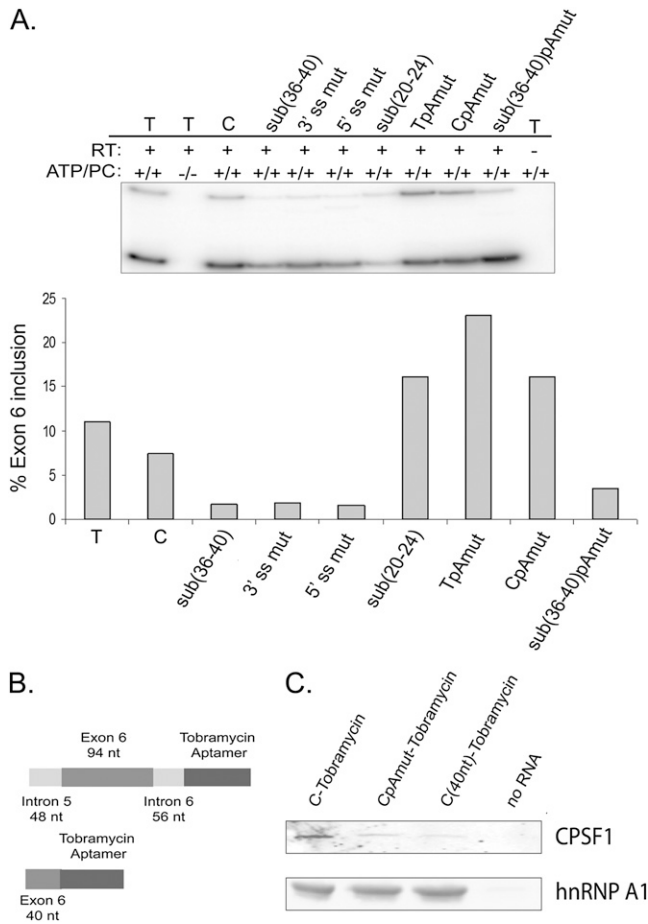 A.
T T C sub(36-40) 3' ss mut 5' ss mut sub(20-24) TpAmut CpAmut sub(36-40)pAmut T
RT: + + + + + + + + + + -
ATP/PC: +/+ -/- +/+ +/+ +/+ +/+ +/+ +/+ +/+ +/+ +/+
% Exon 6 inclusion
25
20
15
10
5
0
T C sub(36-40) 3' ss mut 5' ss mut sub(20-24) TpAmut CpAmut sub(36-40)pAmut
B.
Exon 6
94 nt
Tobramycin
Aptamer
Intron 5
48 nt
Intron 6
56 nt
Tobramycin
Aptamer
Exon 6
40 nt
C.
C-Tobramycin CpAmut-Tobramycin C(40nt)-Tobramycin no RNA
CPSF1
hnRNP A1